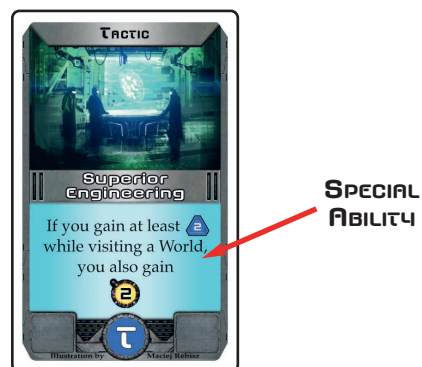 Tactic
Superior
Engineering
If you gain at least 2
while visiting a World,
you also gain
2
T
Illustration by Maciej Rebisz
Special
Ability